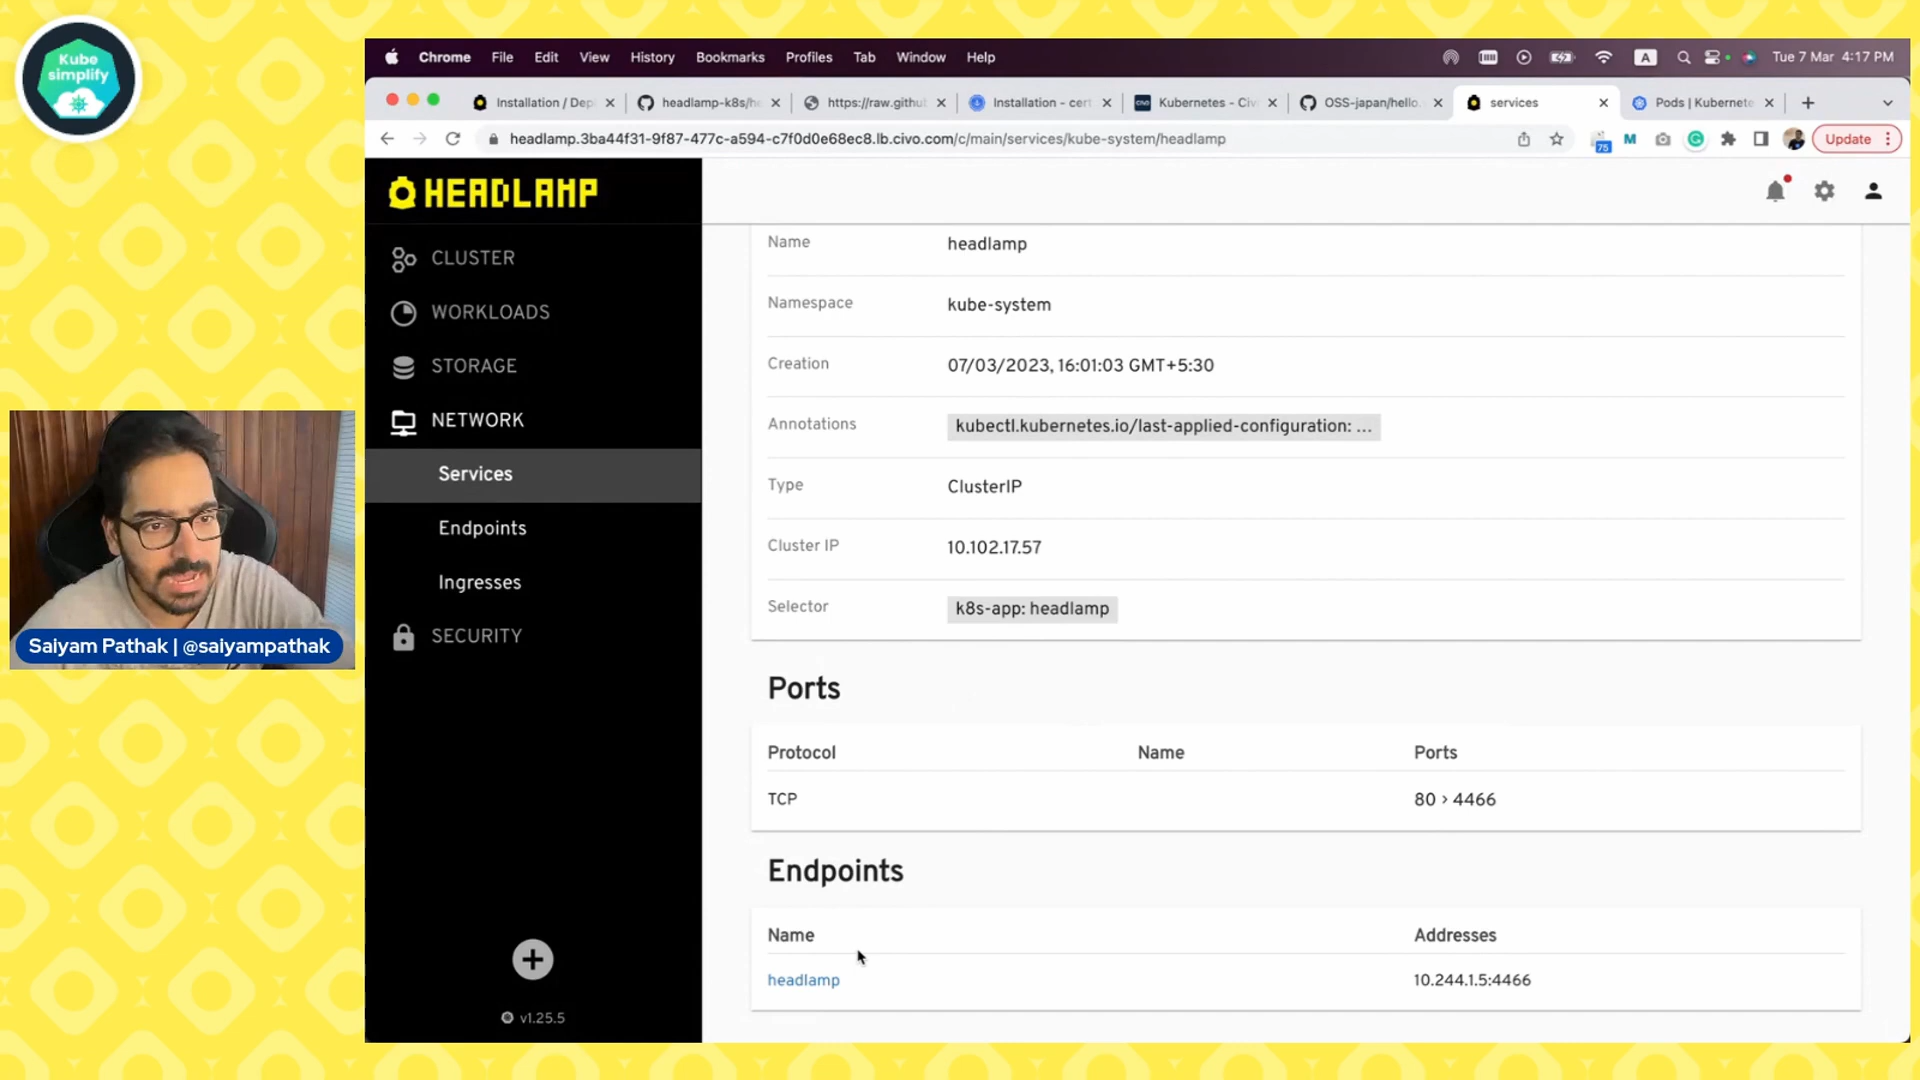 Kube
simplify
Chrome File Edit View History Bookmarks Profiles Tab Window Help
A
Tue 7 Mar 4:17 PM
Installation / Dep
headlamp-k8s/he
https://raw.githu
Installation - cert
Kubernetes - Civ
OSS-japan/hello
services
Pods | Kubernete
headlamp.3ba44f31-9f87-477c-a594-c7f0d0e68ec8.lb.civo.com/c/main/services/kube-system/headlamp
75
M
Update
HEADLAMP
CLUSTER
WORKLOADS
STORAGE
NETWORK
Services
Endpoints
Ingresses
SECURITY
v1.25.5
Name headlamp
Namespace kube-system
Creation 07/03/2023, 16:01:03 GMT+5:30
Annotations kubectl.kubernetes.io/last-applied-configuration: ...
Type ClusterIP
Cluster IP 10.102.17.57
Selector k8s-app: headlamp
Ports
Protocol Name Ports
TCP 80 › 4466
Endpoints
Name Addresses
headlamp 10.244.1.5:4466
Saiyam Pathak | @saiyampathak